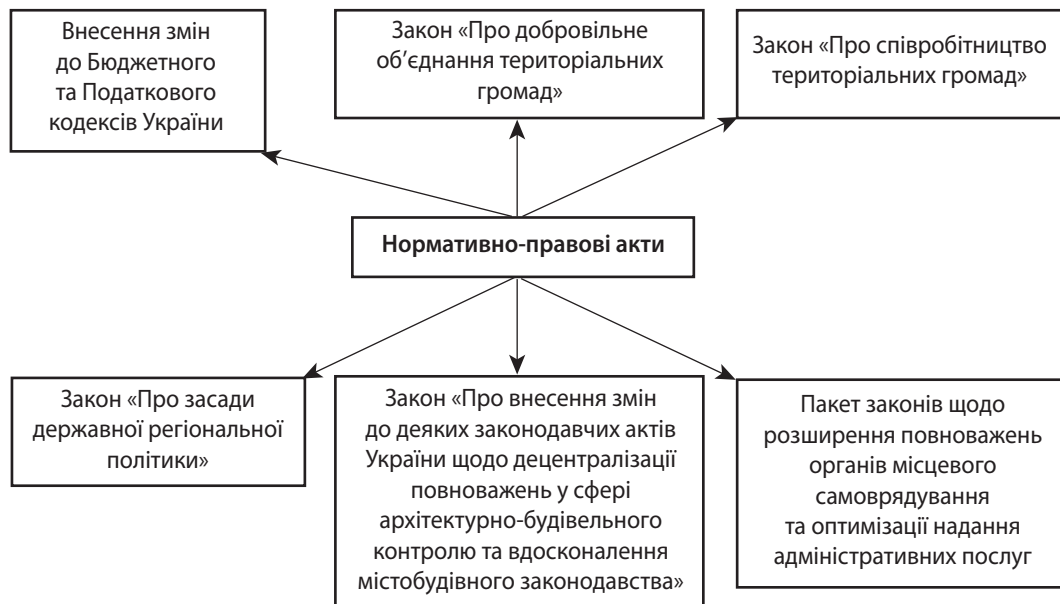 Внесення змін
до Бюджетного
та Податкового
кодексів України
Закон «Про добровільне
об’єднання територіальних
громад»
Закон «Про співробітництво
територіальних громад»
Нормативно-правові акти
Закон «Про засади
державної регіональної
політики»
Закон «Про внесення змін
до деяких законодавчих актів
України щодо децентралізації
повноважень у сфері
архітектурно-будівельного
контролю та вдосконалення
містобудівного законодавства»
Пакет законів щодо
розширення повноважень
органів місцевого
самоврядування
та оптимізації надання
адміністративних послуг